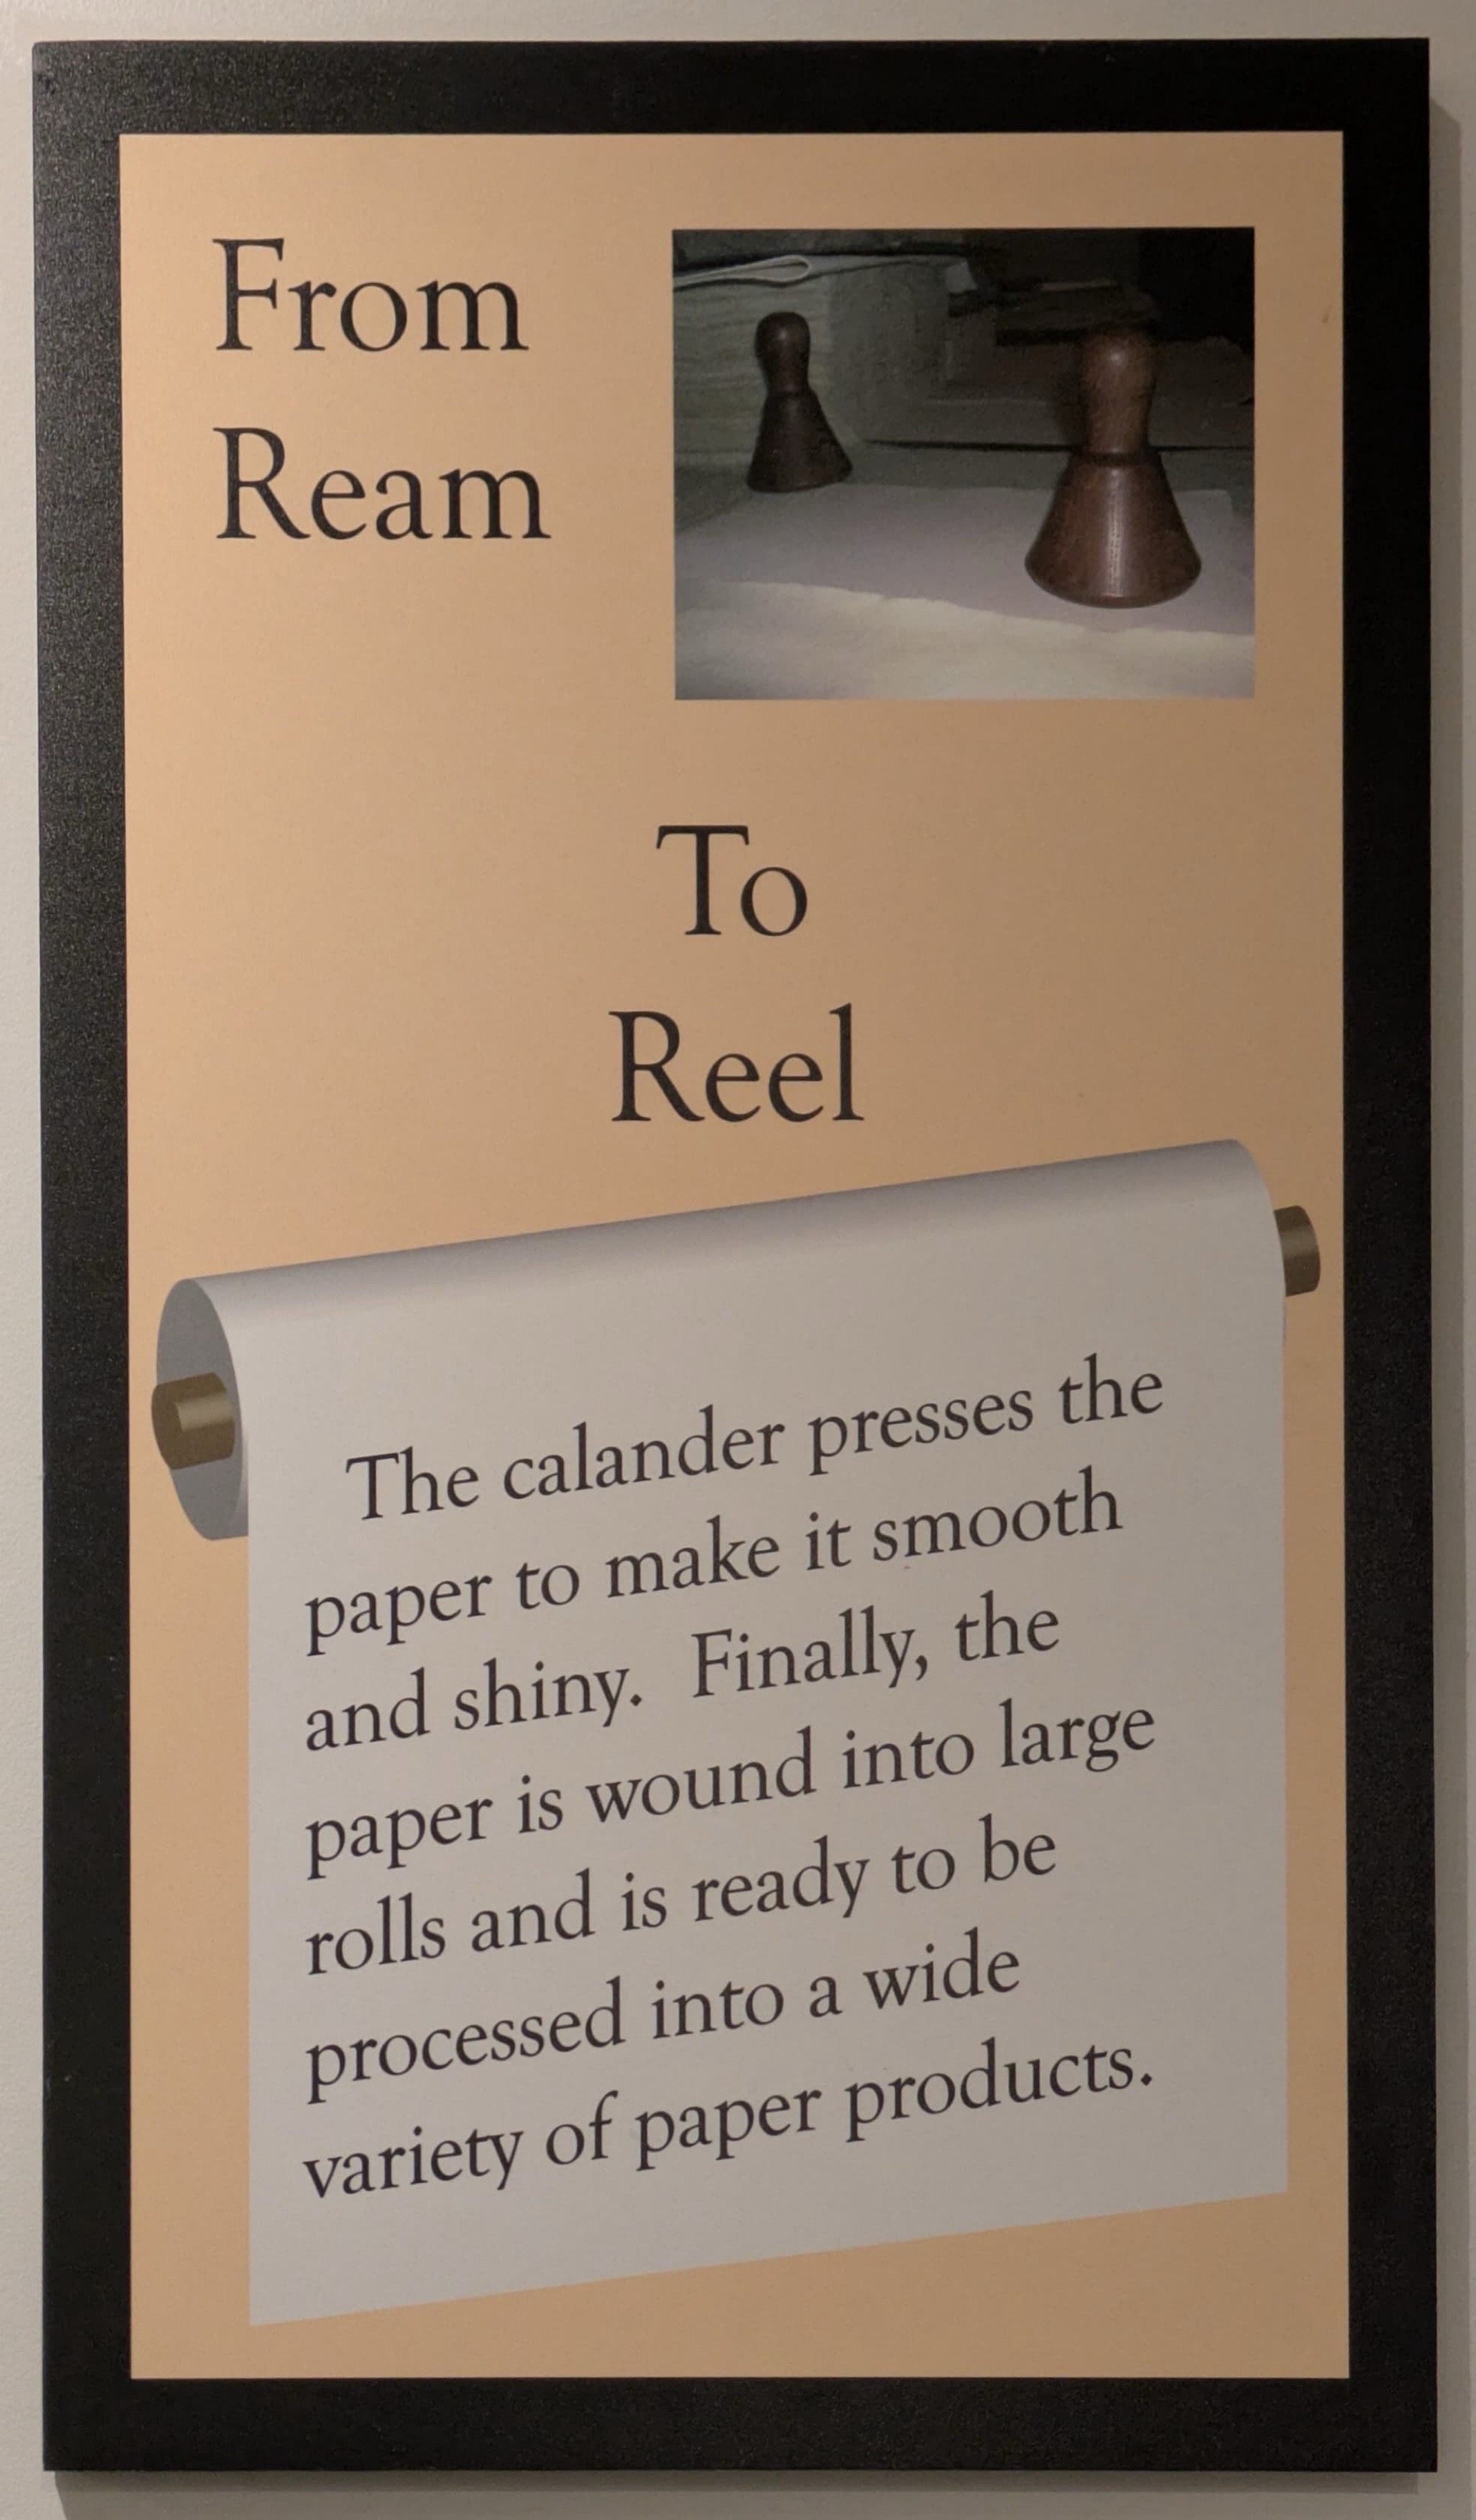 From
Ream
To
Reel
The calander presses the
paper to make it smooth
and shiny.  Finally, the
paper is wound into large
rolls and is ready to be
processed into a wide
variety of paper products.